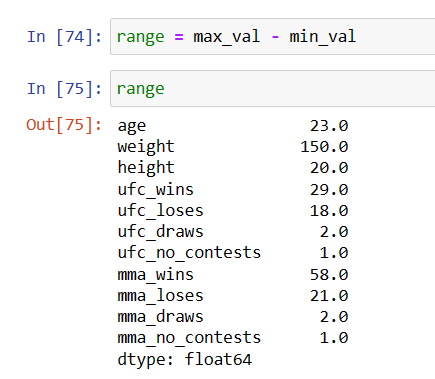 In [74]: range = max_val - min_val
In [75]: range
Out[75]: age 23.0
weight 150.0
height 20.0
ufc_wins 29.0
ufc_loses 18.0
ufc_draws 2.0
ufc_no_contests 1.0
mma_wins 58.0
mma_loses 21.0
mma_draws 2.0
mma_no_contests 1.0
dtype: float64